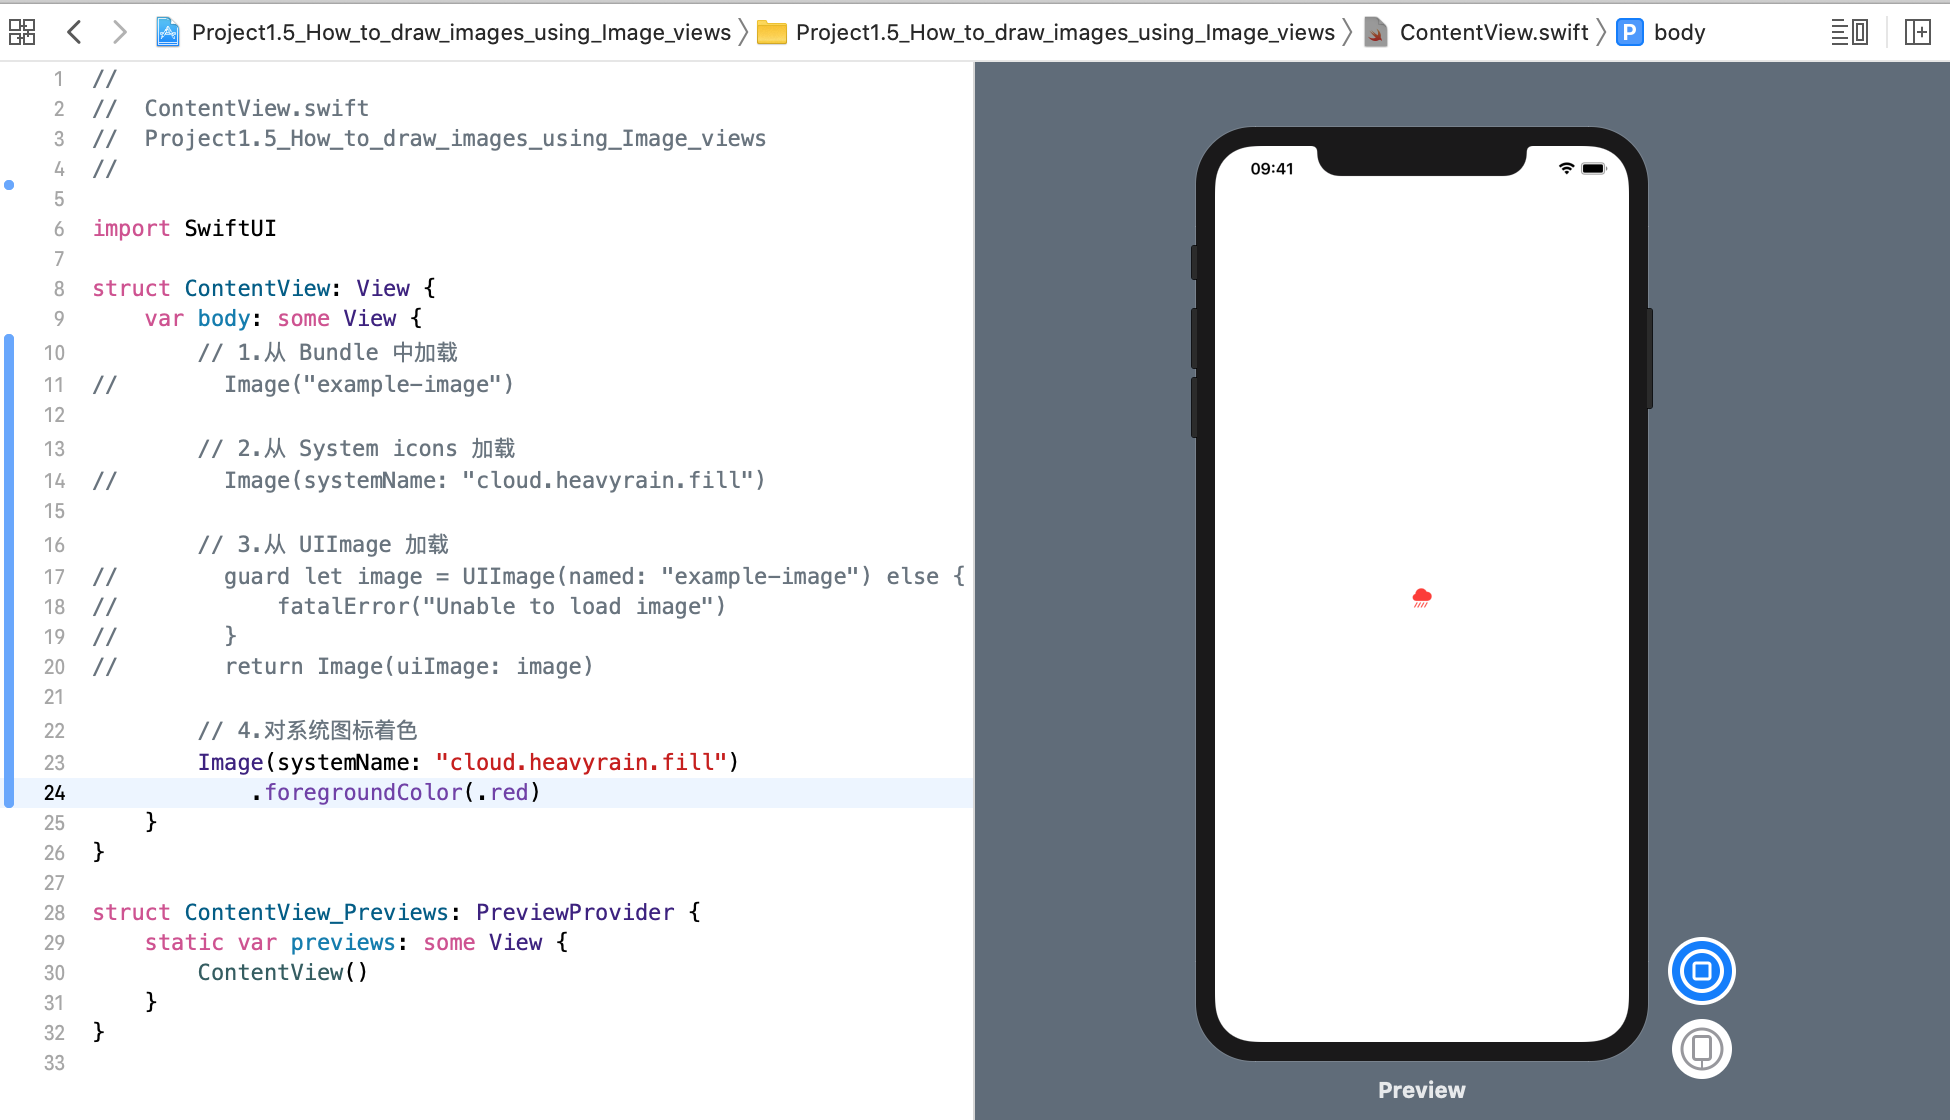 Project1.5_How_to_draw_images_using_Image_views Project1.5_How_to_draw_images_using_Image_views ContentView.swift P body
1 //
2 //  ContentView.swift
3 //  Project1.5_How_to_draw_images_using_Image_views
4 //
5
6 import SwiftUI
7
8 struct ContentView: View {
9     var body: some View {
10         // 1.从 Bundle 中加载
11 //        Image("example-image")
12
13         // 2.从 System icons 加载
14 //        Image(systemName: "cloud.heavyrain.fill")
15
16         // 3.从 UIImage 加载
17 //        guard let image = UIImage(named: "example-image") else {
18 //            fatalError("Unable to load image")
19 //        }
20 //        return Image(uiImage: image)
21
22         // 4.对系统图标着色
23         Image(systemName: "cloud.heavyrain.fill")
24             .foregroundColor(.red)
25     }
26 }
27
28 struct ContentView_Previews: PreviewProvider {
29     static var previews: some View {
30         ContentView()
31     }
32 }
33
09:41
Preview